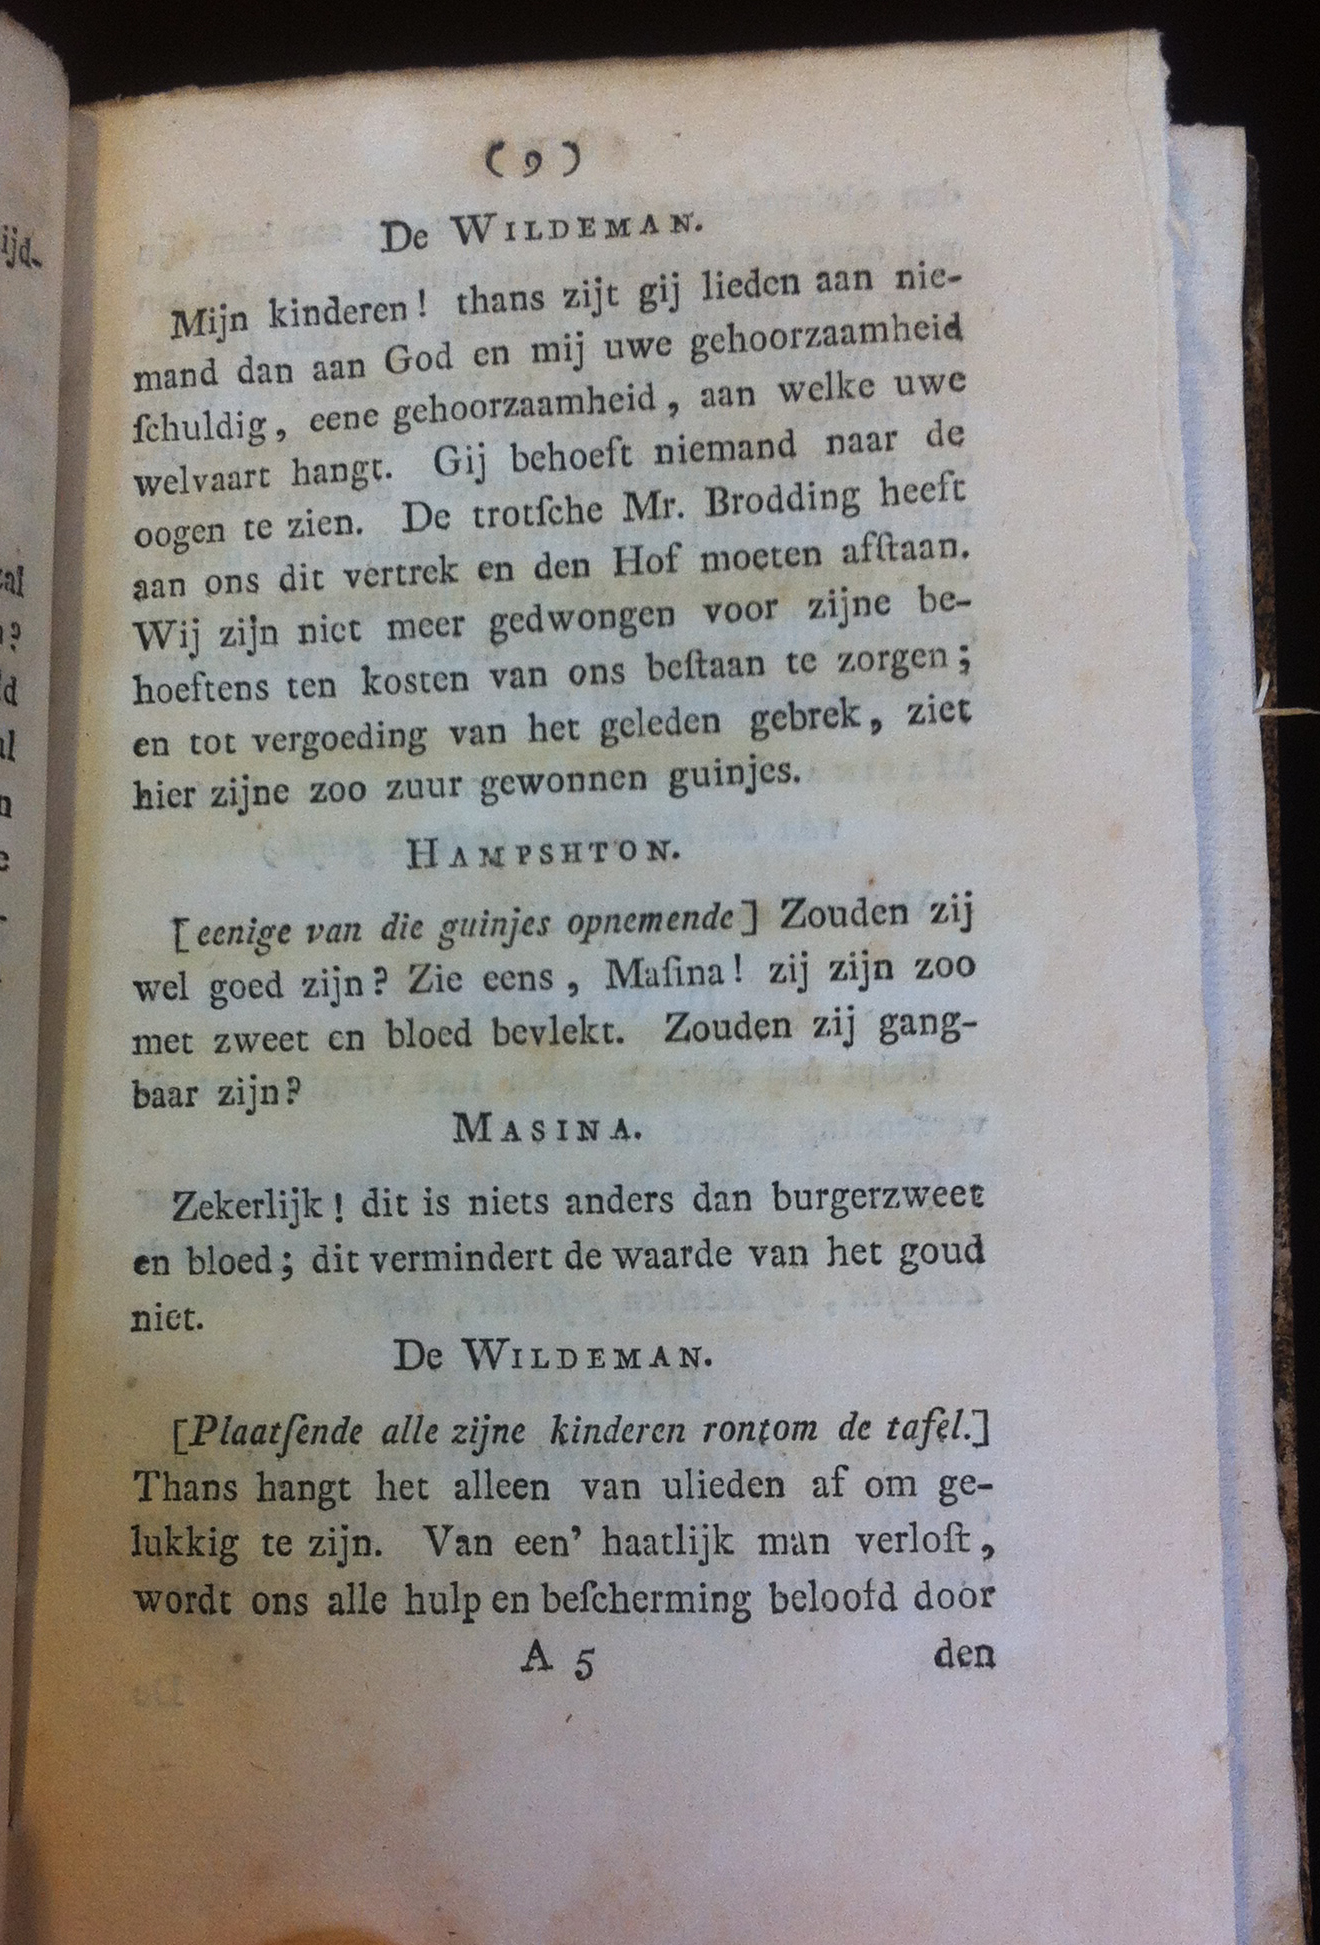 ( 9 )
De WILDEMAN.
Mijn kinderen! thans zijt gij lieden aan nie-
mand dan aan God en mij uwe gehoorzaamheid
ſchuldig, eene gehoorzaamheid, aan welke uwe
welvaart hangt. Gij behoeft niemand naar de
oogen te zien. De trotſche Mr. Brodding heeft
aan ons dit vertrek en den Hof moeten afſtaan.
Wij zijn niet meer gedwongen voor zijne be-
hoeftens ten kosten van ons beſtaan te zorgen;
en tot vergoeding van het geleden gebrek, ziet
hier zijne zoo zuur gewonnen guinjes.
HAMPSHTON.
[eenige van die guinjes opnemende] Zouden zij
wel goed zijn? Zie eens, Maſina! zij zijn zoo
met zweet en bloed bevlekt. Zouden zij gang-
baar zijn?
MASINA.
Zekerlijk! dit is niets anders dan burgerzweet
en bloed; dit vermindert de waarde van het goud
niet.
De WILDEMAN.
[Plaatſende alle zijne kinderen rontom de tafel.]
Thans hangt het alleen van ulieden af om ge-
lukkig te zijn. Van een' haatlijk man verloſt,
wordt ons alle hulp en beſcherming beloofd door
A 5 den